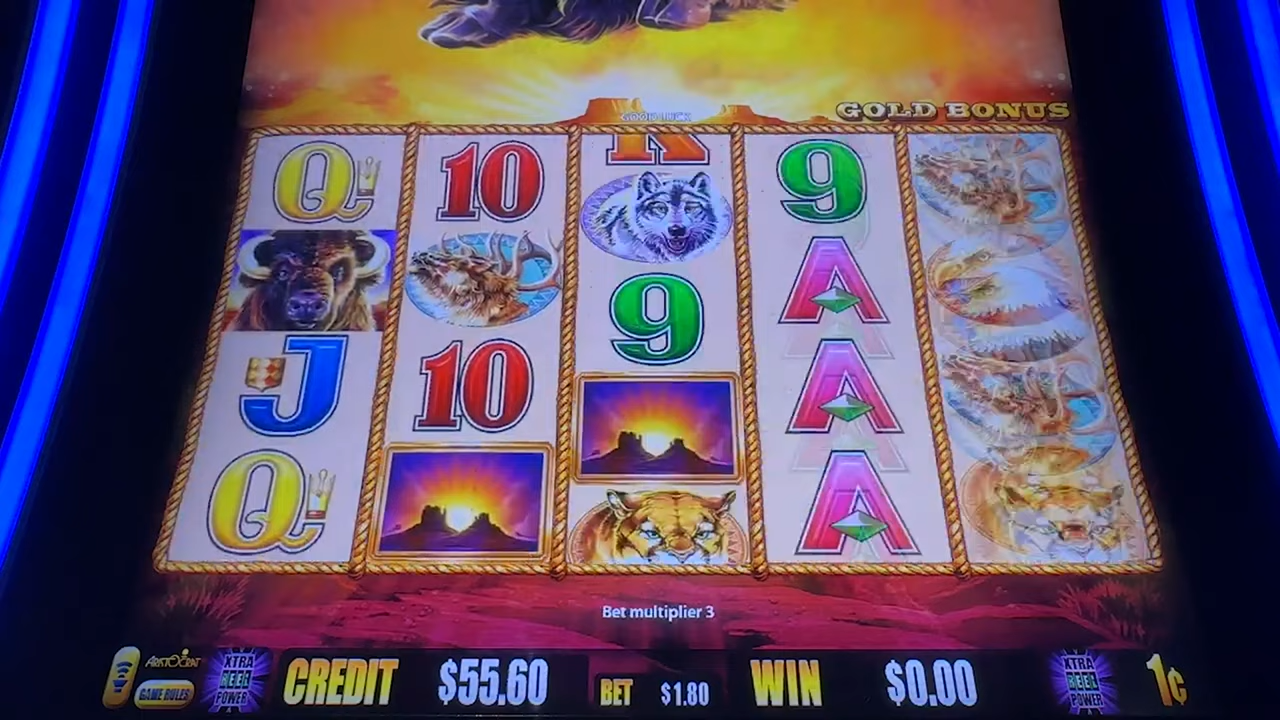 GOOD LUCK
GOLD BONUS
Q 10 K 9
A
J 9
10 A
Q A
Bet multiplier 3
ARISTOCRAT
GAME RULES
XTRA
REEL
POWER
CREDIT $55.60
BET $1.80
WIN $0.00
XTRA
REEL
POWER
1¢